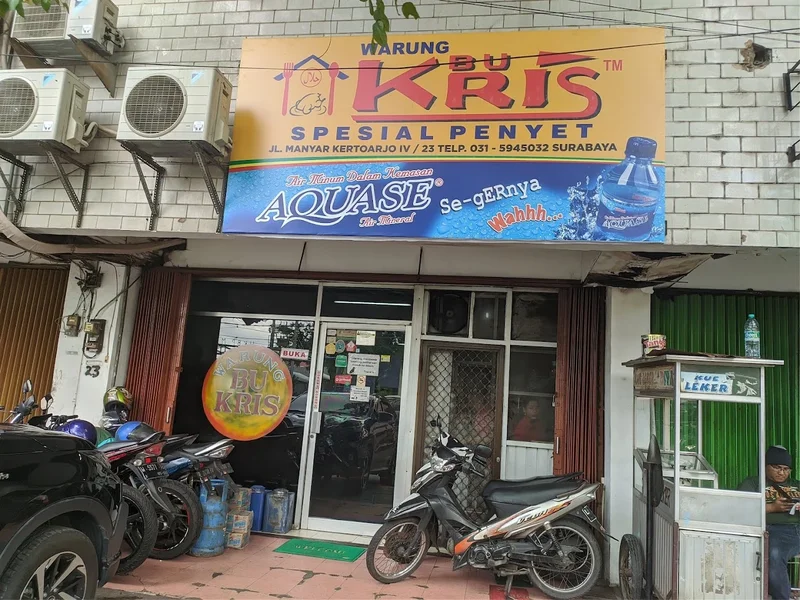 WARUNG
BU
KRIS TM
SPESIAL PENYET
JL. MANYAR KERTOARJO IV / 23 TELP. 031 - 5945032 SURABAYA
Air Minum Dalam Kemasan
AQUASE®
Air Mineral
Se-gERnya
Wahhh...
AQUASE
BUKA
WARUNG
BU
KRIS
23
KUE
LEKER
WELCOME